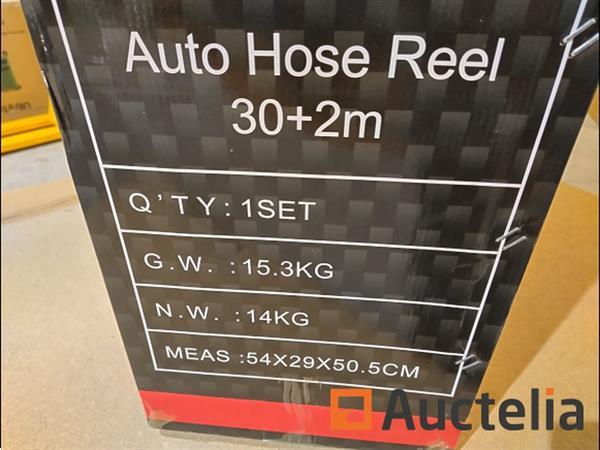 Auto Hose Reel
30+2m
Q'TY:1SET
G.W. :15.3KG
N.W. :14KG
MEAS :54X29X50.5CM
Auctelia